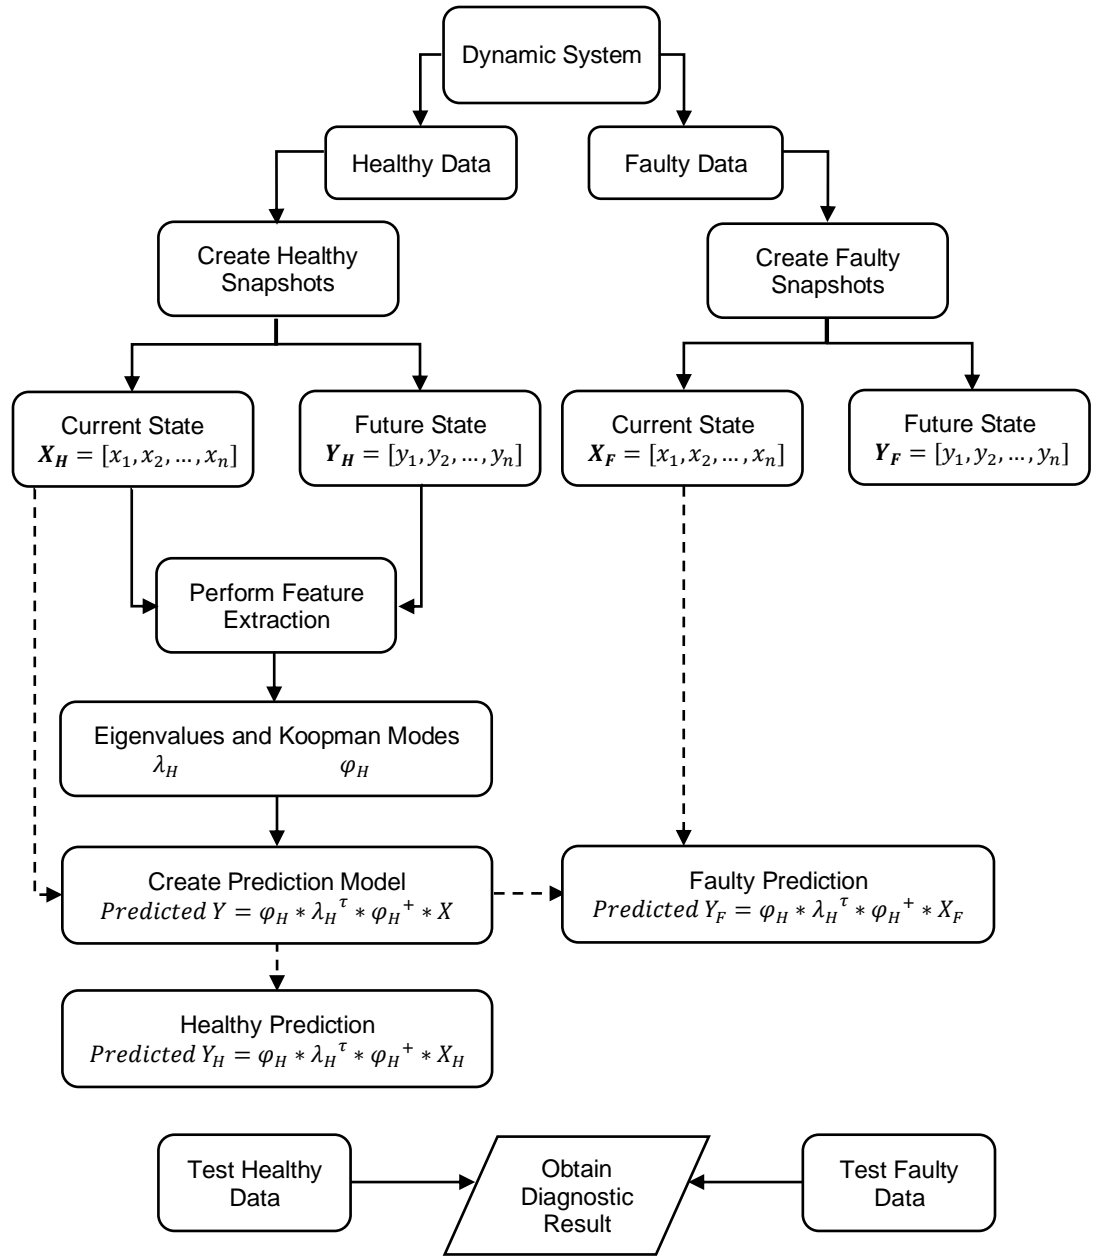 Dynamic System
Healthy Data
Faulty Data
Create Healthy
Snapshots
Create Faulty
Snapshots
Current State
X_H = [x_1, x_2, …, x_n]
Future State
Y_H = [y_1, y_2, …, y_n]
Current State
X_F = [x_1, x_2, …, x_n]
Future State
Y_F = [y_1, y_2, …, y_n]
Perform Feature
Extraction
Eigenvalues and Koopman Modes
λ_H φ_H
Create Prediction Model
Predicted Y = φ_H * λ_H^τ * φ_H^+ * X
Faulty Prediction
Predicted Y_F = φ_H * λ_H^τ * φ_H^+ * X_F
Healthy Prediction
Predicted Y_H = φ_H * λ_H^τ * φ_H^+ * X_H
Test Healthy
Data
Obtain
Diagnostic
Result
Test Faulty
Data